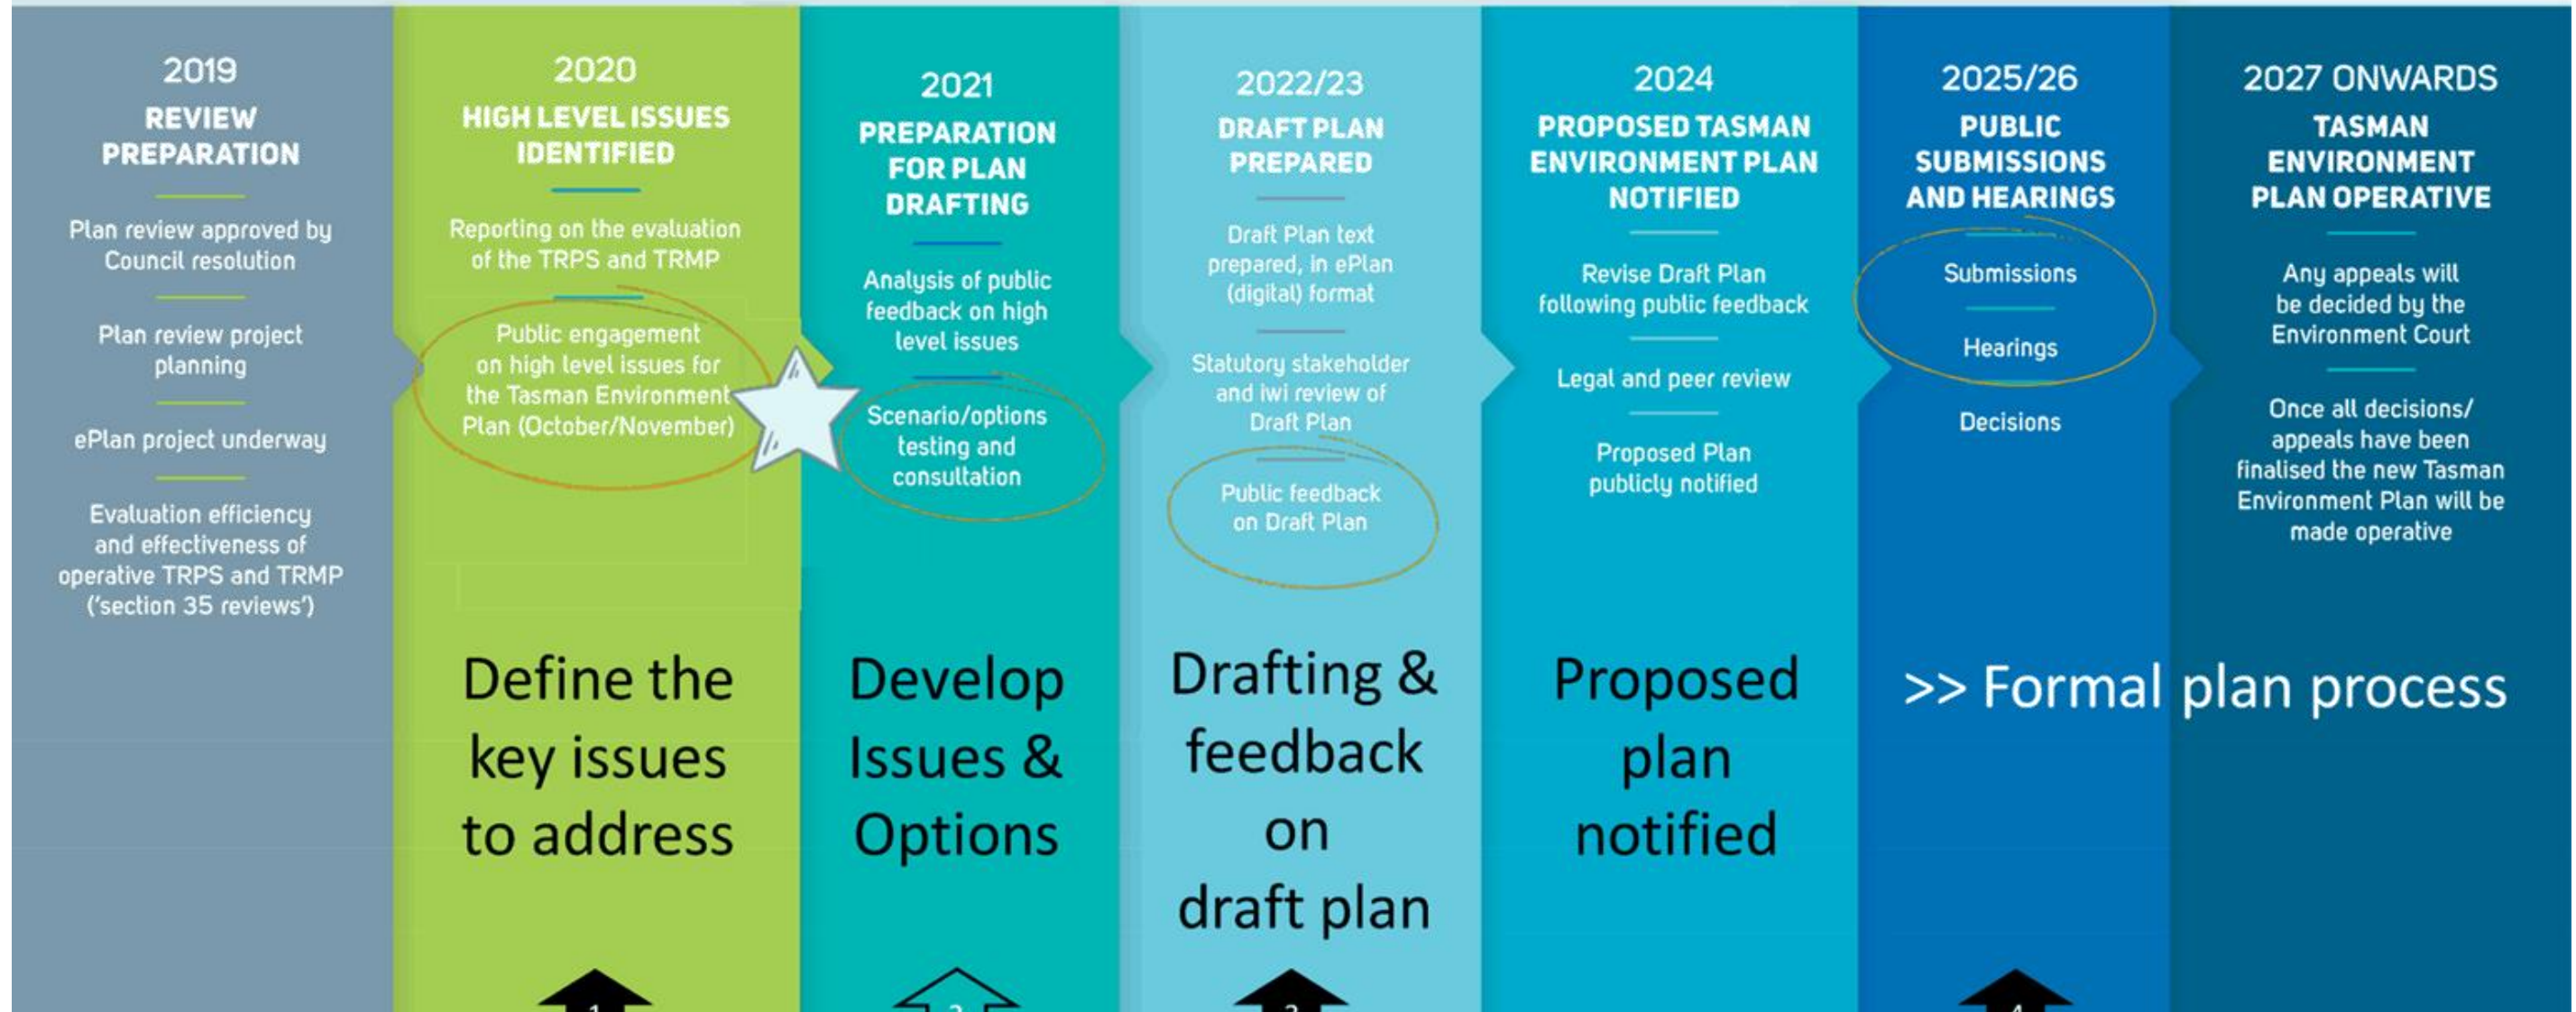 2019
REVIEW
PREPARATION
Plan review approved by
Council resolution
Plan review project
planning
ePlan project underway
Evaluation efficiency
and effectiveness of
operative TRPS and TRMP
('section 35 reviews')
2020
HIGH LEVEL ISSUES
IDENTIFIED
Reporting on the evaluation
of the TRPS and TRMP
Public engagement
on high level issues for
the Tasman Environment
Plan (October/November)
Define the
key issues
to address
2021
PREPARATION
FOR PLAN
DRAFTING
Analysis of public
feedback on high
level issues
Scenario/options
testing and
consultation
Develop
Issues &
Options
2022/23
DRAFT PLAN
PREPARED
Draft Plan text
prepared, in ePlan
(digital) format
Statutory stakeholder
and iwi review of
Draft Plan
Public feedback
on Draft Plan
Drafting &
feedback
on
draft plan
2024
PROPOSED TASMAN
ENVIRONMENT PLAN
NOTIFIED
Revise Draft Plan
following public feedback
Legal and peer review
Proposed Plan
publicly notified
Proposed
plan
notified
2025/26
PUBLIC
SUBMISSIONS
AND HEARINGS
Submissions
Hearings
Decisions
2027 ONWARDS
TASMAN
ENVIRONMENT
PLAN OPERATIVE
Any appeals will
be decided by the
Environment Court
Once all decisions/
appeals have been
finalised the new Tasman
Environment Plan will be
made operative
>> Formal plan process